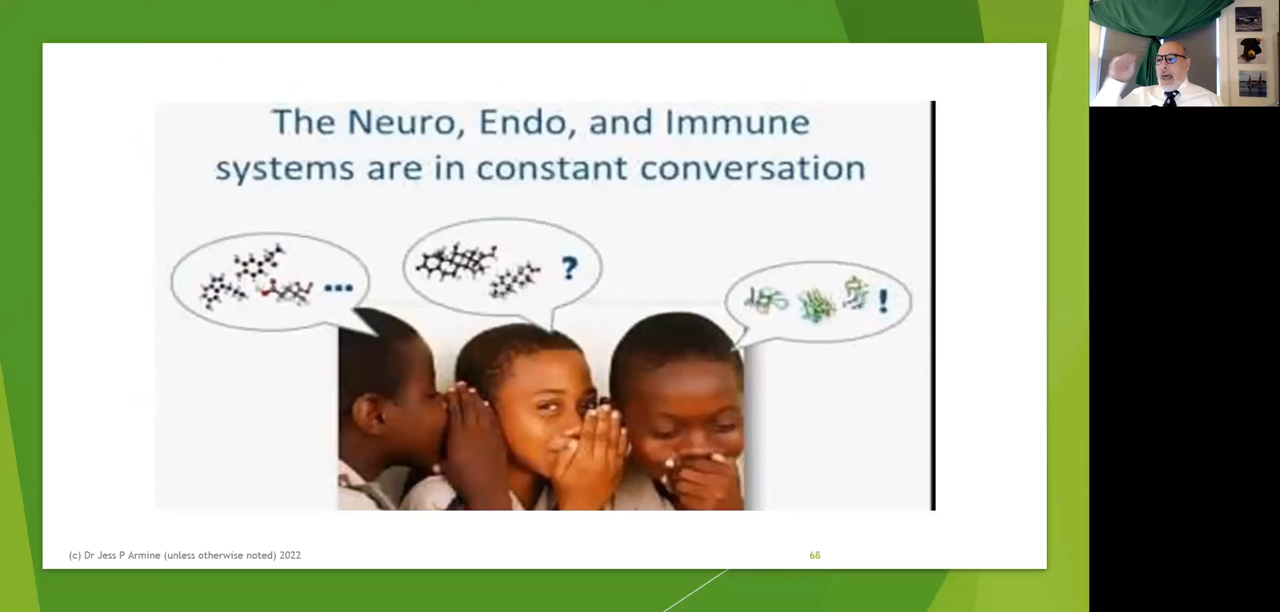 The Neuro, Endo, and Immune
systems are in constant conversation
...
?
!
(c) Dr Jess P Armine (unless otherwise noted) 2022
68